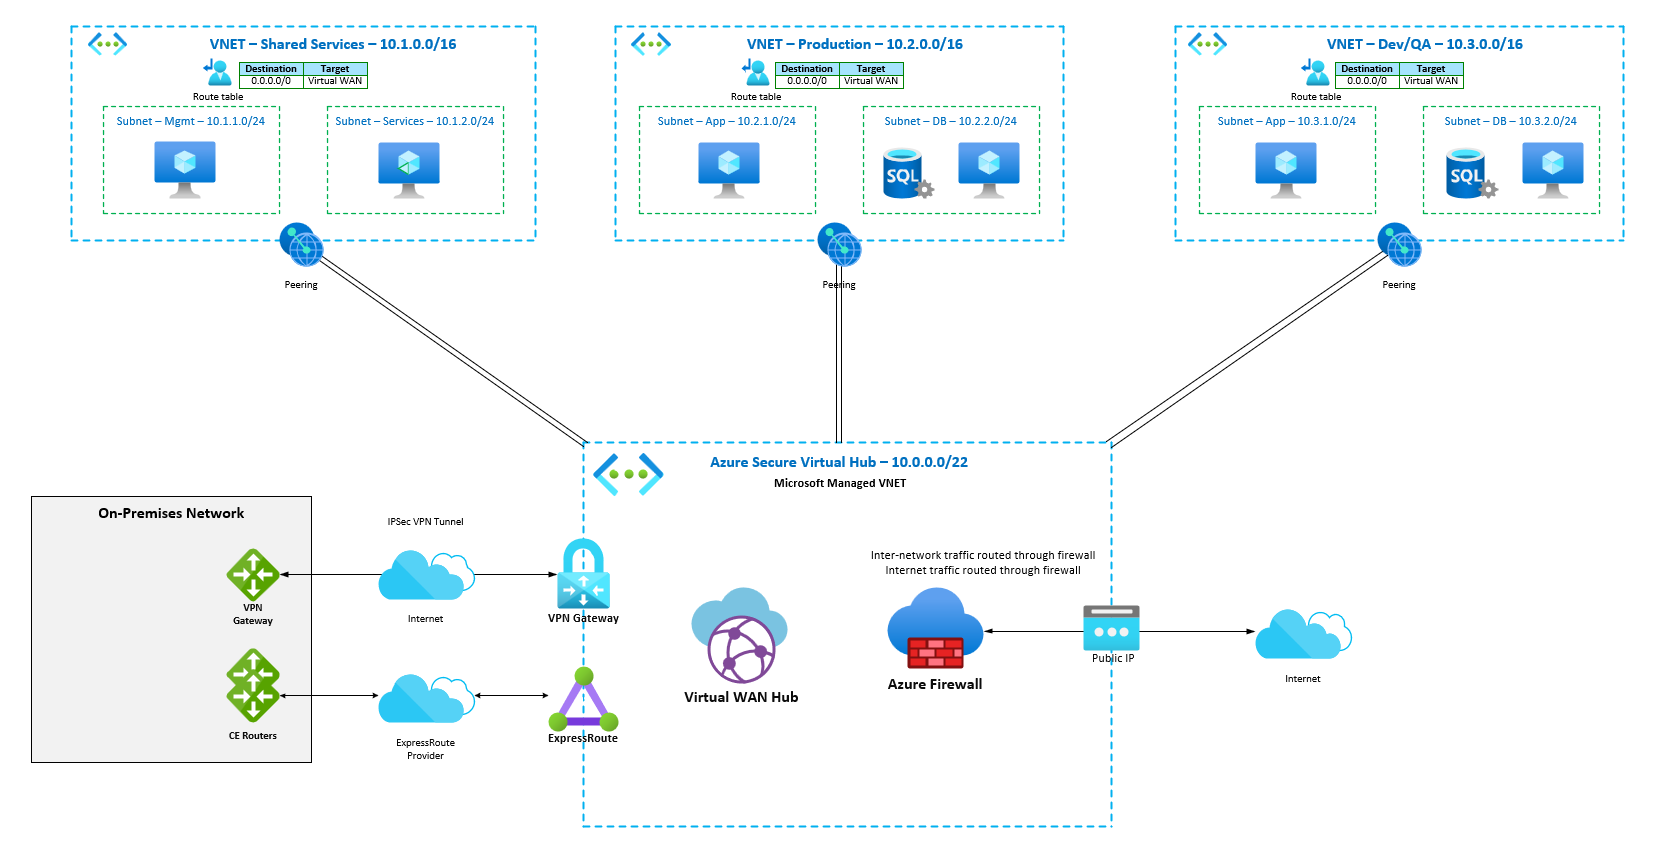 VNET – Shared Services – 10.1.0.0/16
Destination Target
0.0.0.0/0 Virtual WAN
Route table
Subnet – Mgmt – 10.1.1.0/24
Subnet – Services – 10.1.2.0/24
Peering
VNET – Production – 10.2.0.0/16
Destination Target
0.0.0.0/0 Virtual WAN
Route table
Subnet – App – 10.2.1.0/24
Subnet – DB – 10.2.2.0/24
SQL
Peering
VNET – Dev/QA – 10.3.0.0/16
Destination Target
0.0.0.0/0 Virtual WAN
Route table
Subnet – App – 10.3.1.0/24
Subnet – DB – 10.3.2.0/24
SQL
Peering
Azure Secure Virtual Hub – 10.0.0.0/22
Microsoft Managed VNET
On-Premises Network
VPN
Gateway
CE Routers
IPSec VPN Tunnel
Internet
ExpressRoute
Provider
VPN Gateway
ExpressRoute
Virtual WAN Hub
Inter-network traffic routed through firewall
Internet traffic routed through firewall
Azure Firewall
Public IP
Internet